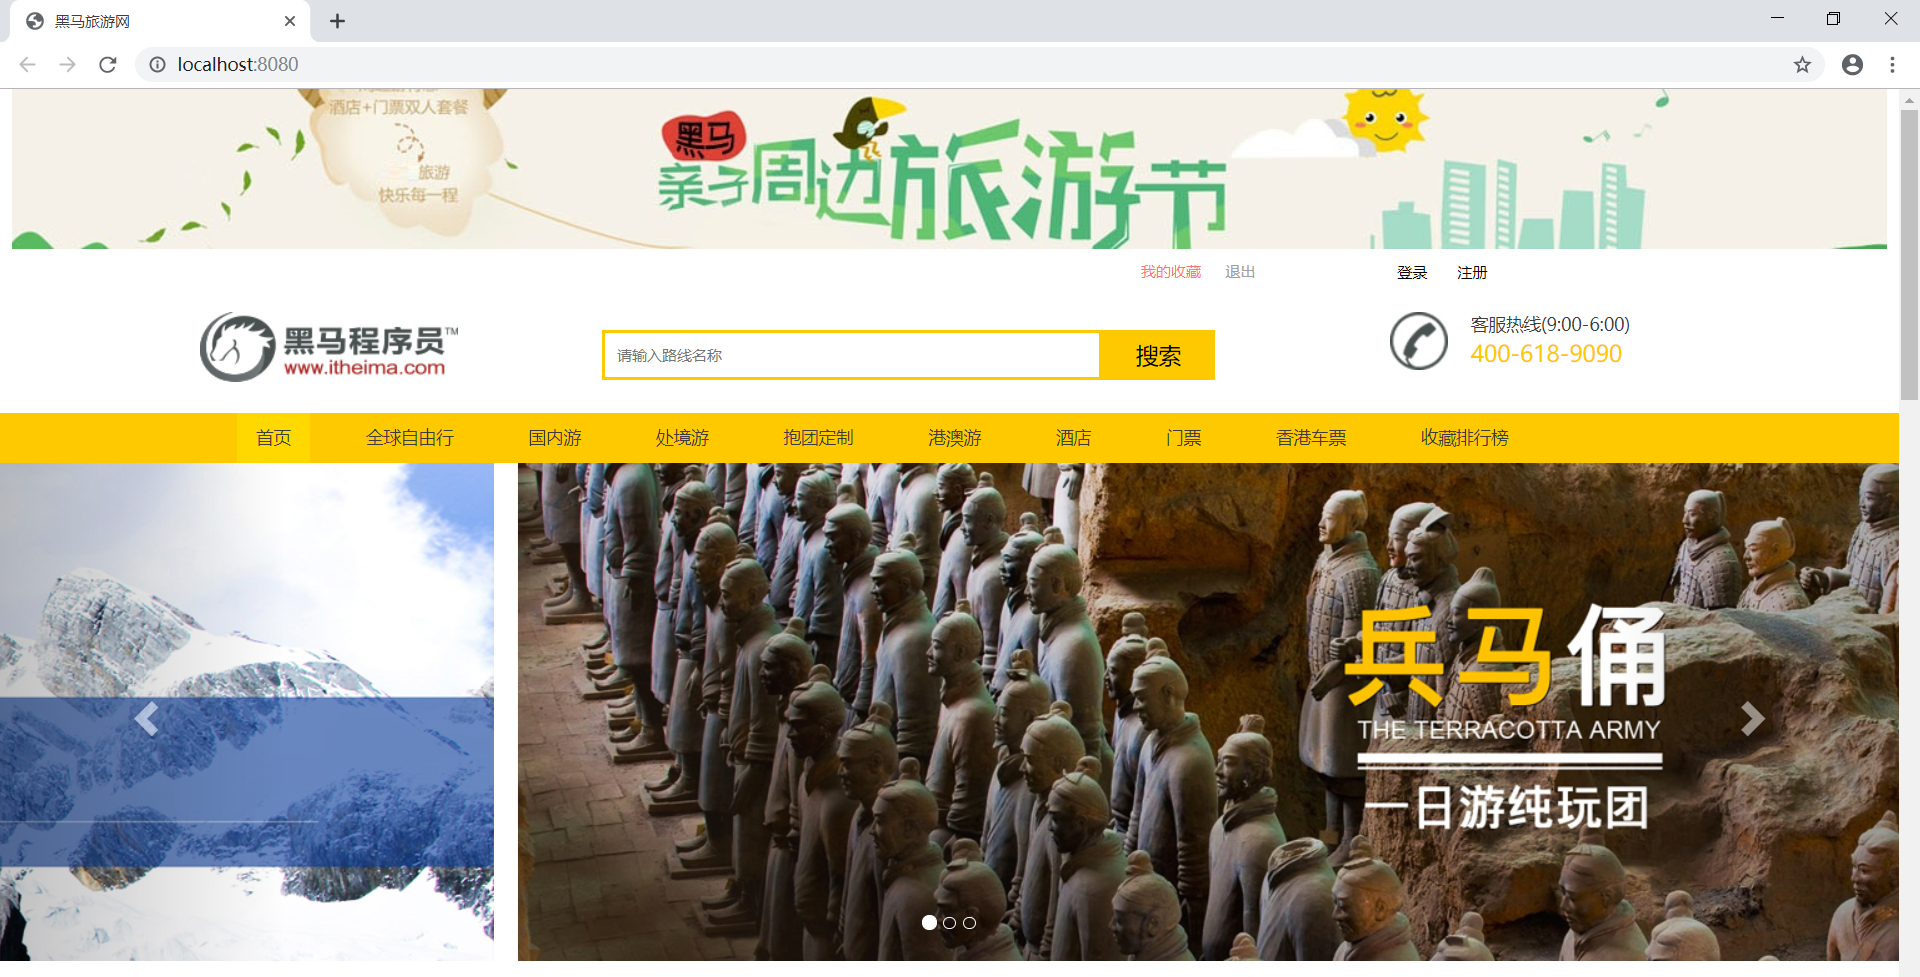 黑马旅游网
localhost:8080
酒店+门票双人套餐
旅游
快乐每一程
黑马
亲子周边旅游节
我的收藏 退出 登录 注册
黑马程序员™
www.itheima.com
请输入路线名称
搜索
客服热线(9:00-6:00)
400-618-9090
首页 全球自由行 国内游 处境游 抱团定制 港澳游 酒店 门票 香港车票 收藏排行榜
兵马俑
THE TERRACOTTA ARMY
一日游纯玩团